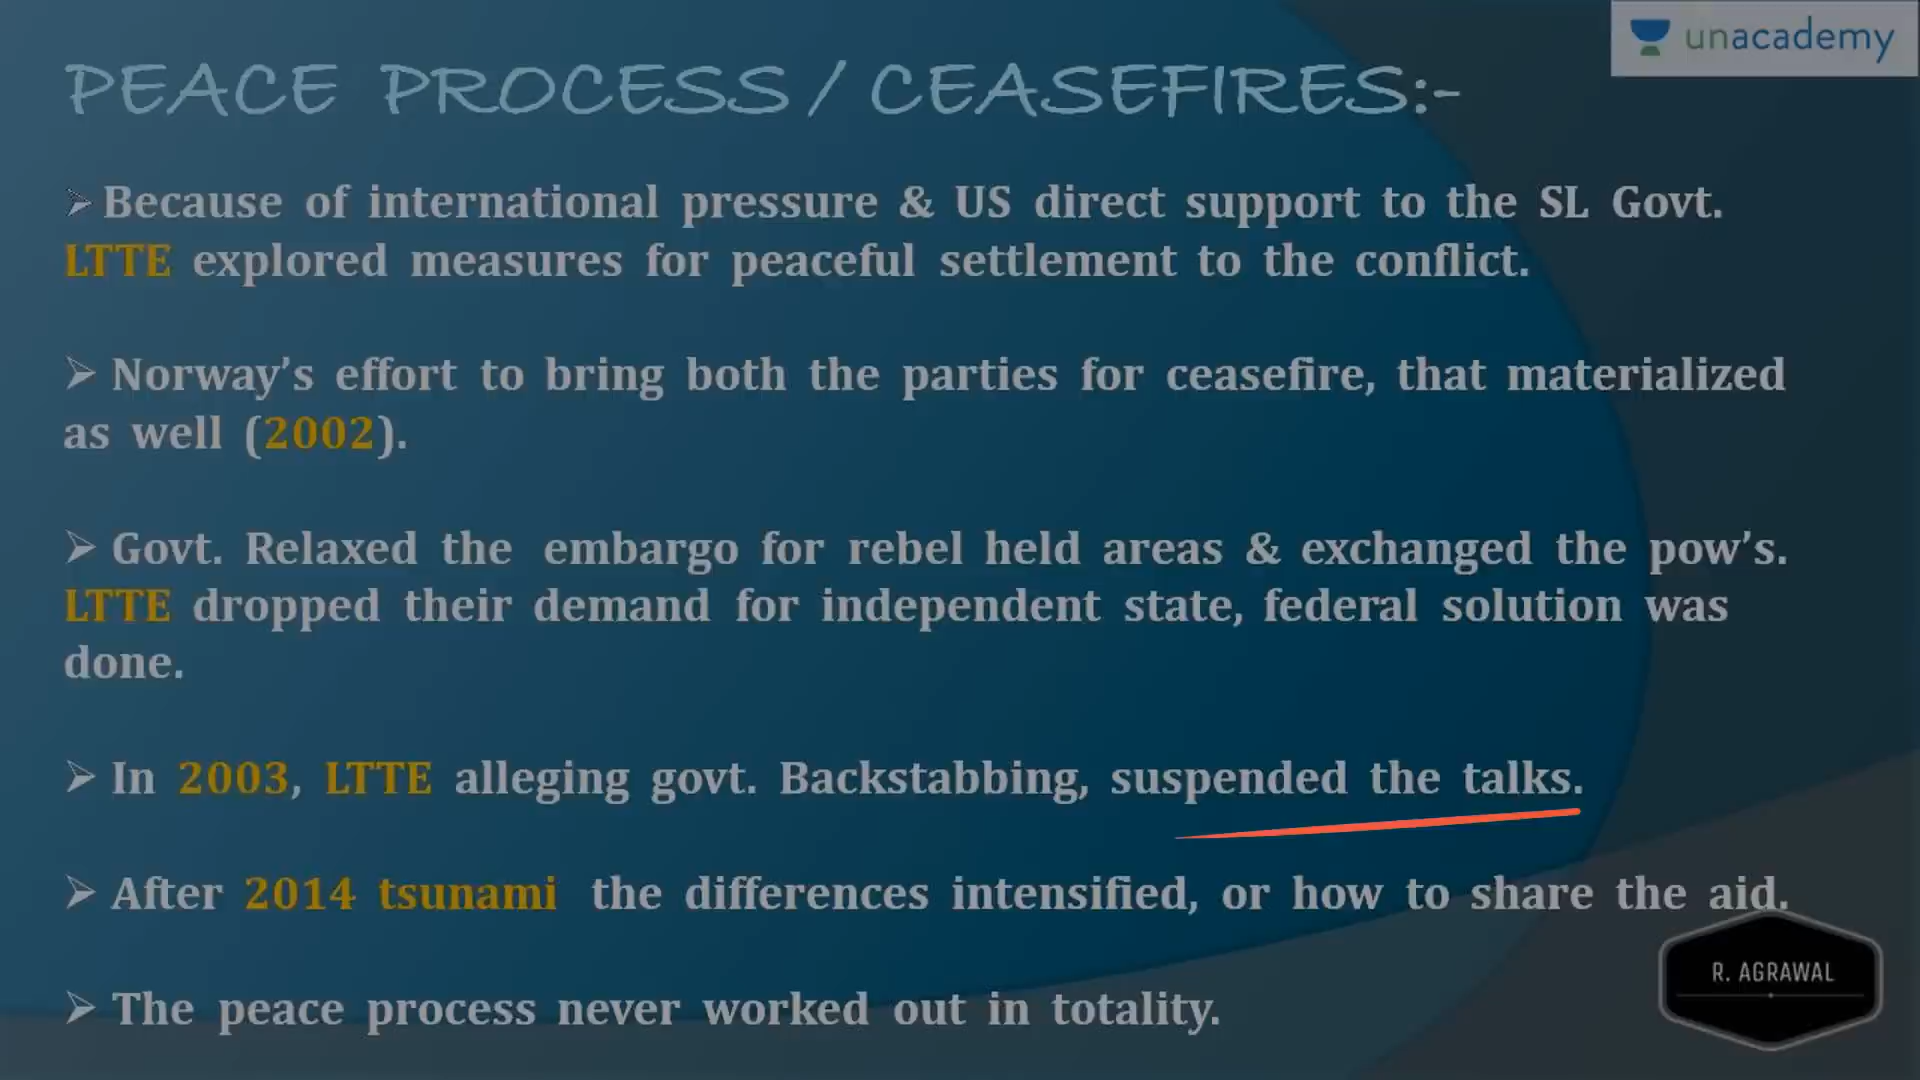 unacademy
PEACE PROCESS / CEASEFIRES:-
➢ Because of international pressure & US direct support to the SL Govt.
LTTE explored measures for peaceful settlement to the conflict.
➢ Norway's effort to bring both the parties for ceasefire, that materialized
as well (2002).
➢ Govt. Relaxed the embargo for rebel held areas & exchanged the pow's.
LTTE dropped their demand for independent state, federal solution was
done.
➢ In 2003, LTTE alleging govt. Backstabbing, suspended the talks.
➢ After 2014 tsunami the differences intensified, or how to share the aid.
➢ The peace process never worked out in totality.
R. AGRAWAL